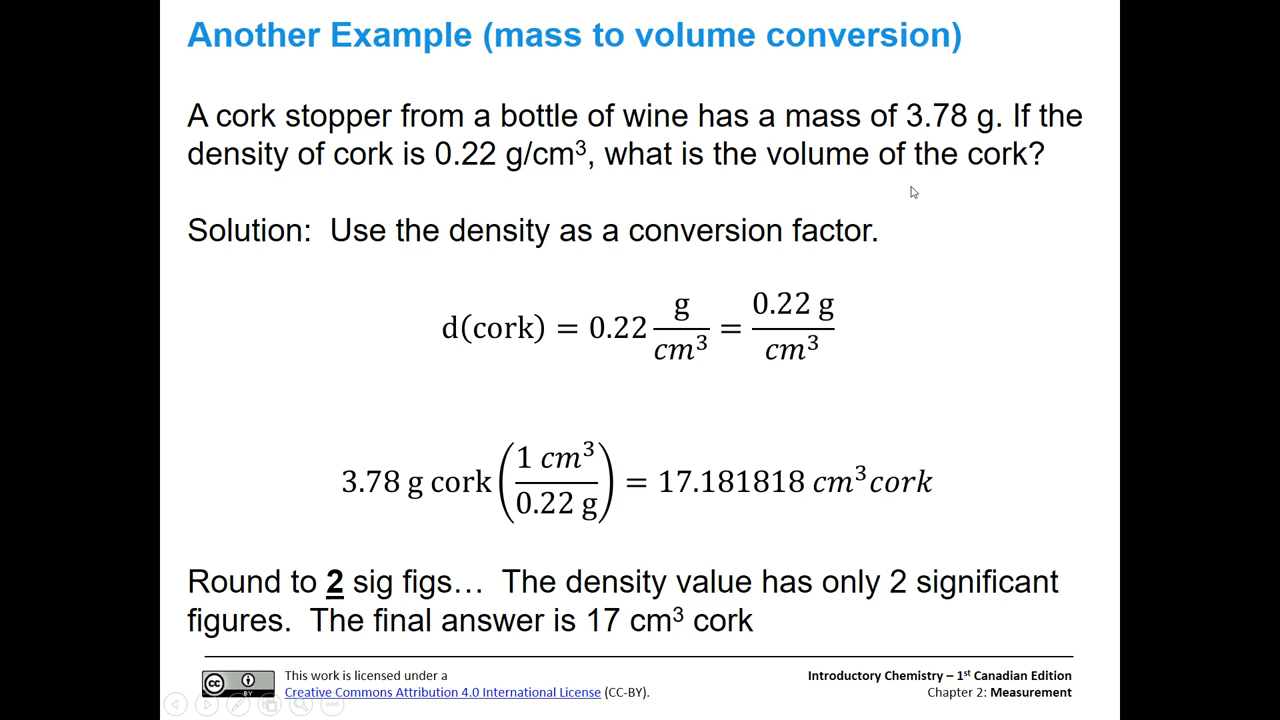 Another Example (mass to volume conversion)
A cork stopper from a bottle of wine has a mass of 3.78 g. If the
density of cork is 0.22 g/cm³, what is the volume of the cork?
Solution:  Use the density as a conversion factor.
d(cork) = 0.22 g/cm³ = 0.22 g/cm³
3.78 g cork (1 cm³/0.22 g) = 17.181818 cm³cork
Round to 2 sig figs…  The density value has only 2 significant
figures.  The final answer is 17 cm³ cork
cc BY
This work is licensed under a
Creative Commons Attribution 4.0 International License (CC-BY).
Introductory Chemistry – 1st Canadian Edition
Chapter 2: Measurement